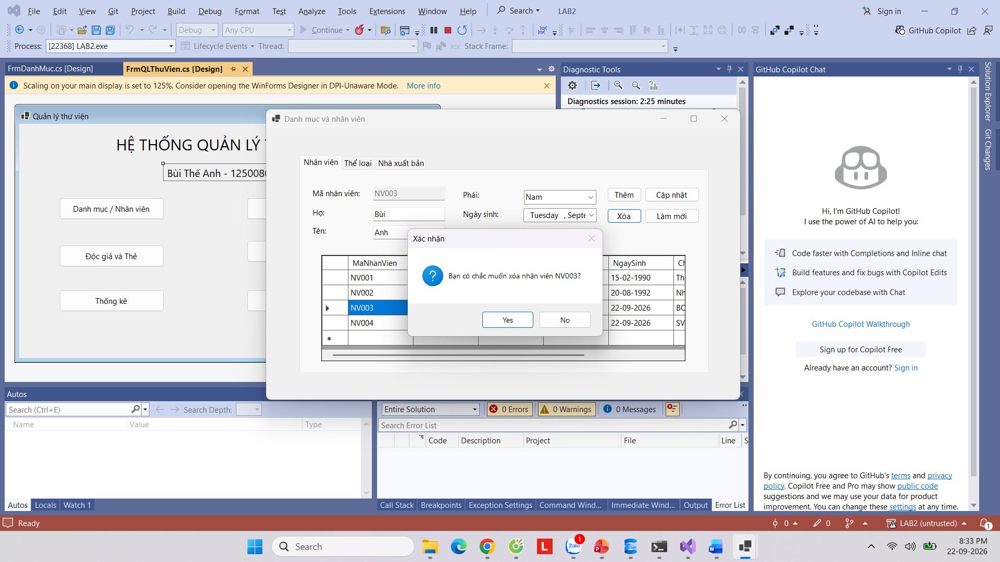 File Edit View Git Project Build Debug Format Test Analyze Tools Extensions Window Help Search LAB2 Sign in
Debug Any CPU Continue GitHub Copilot
Process: [22368] LAB2.exe Lifecycle Events Thread: Stack Frame:
FrmDanhMuc.cs [Design] FrmQLThuVien.cs [Design]
Scaling on your main display is set to 125%. Consider opening the WinForms Designer in DPI-Unaware Mode. More info
Quản lý thư viện
HỆ THỐNG QUẢN LÝ
Bùi Thế Anh - 1250080
Danh mục / Nhân viên
Độc giả và Thẻ
Thống kê
Danh mục và nhân viên
Nhân viên Thể loại Nhà xuất bản
Mã nhân viên: NV003 Phái: Nam Thêm Cập nhật
Họ: Bùi Ngày sinh: Tuesday , Septe Xóa Làm mới
Tên: Anh
MaNhanVien NgaySinh Ch
NV001 15-02-1990 Th
NV002 20-08-1992 Nh
NV003 22-09-2026 BC
NV004 22-09-2026 SV
Xác nhận
Bạn có chắc muốn xóa nhân viên NV003?
Yes No
Diagnostic Tools
Diagnostics session: 2:25 minutes
GitHub Copilot Chat
Hi, I'm GitHub Copilot!
I use the power of AI to help you:
Code faster with Completions and Inline chat
Build features and fix bugs with Copilot Edits
Explore your codebase with Chat
GitHub Copilot Walkthrough
Sign up for Copilot Free
Already have an account? Sign in
By continuing, you agree to GitHub's terms and privacy
policy. Copilot Free and Pro may show public code
suggestions and we may use your data for product
improvement. You can change these settings at any time.
Solution Explorer
Git Changes
Autos
Search (Ctrl+E) Search Depth:
Name Value Type
Autos Locals Watch 1
Entire Solution 0 Errors 0 Warnings 0 Messages
Search Error List
Code Description Project File Line S
Call Stack Breakpoints Exception Settings Command Wind... Immediate Wind... Output Error List
Ready 0 0 LAB2 (untrusted) 1
Search L Zalo 1 8:33 PM
22-09-2026